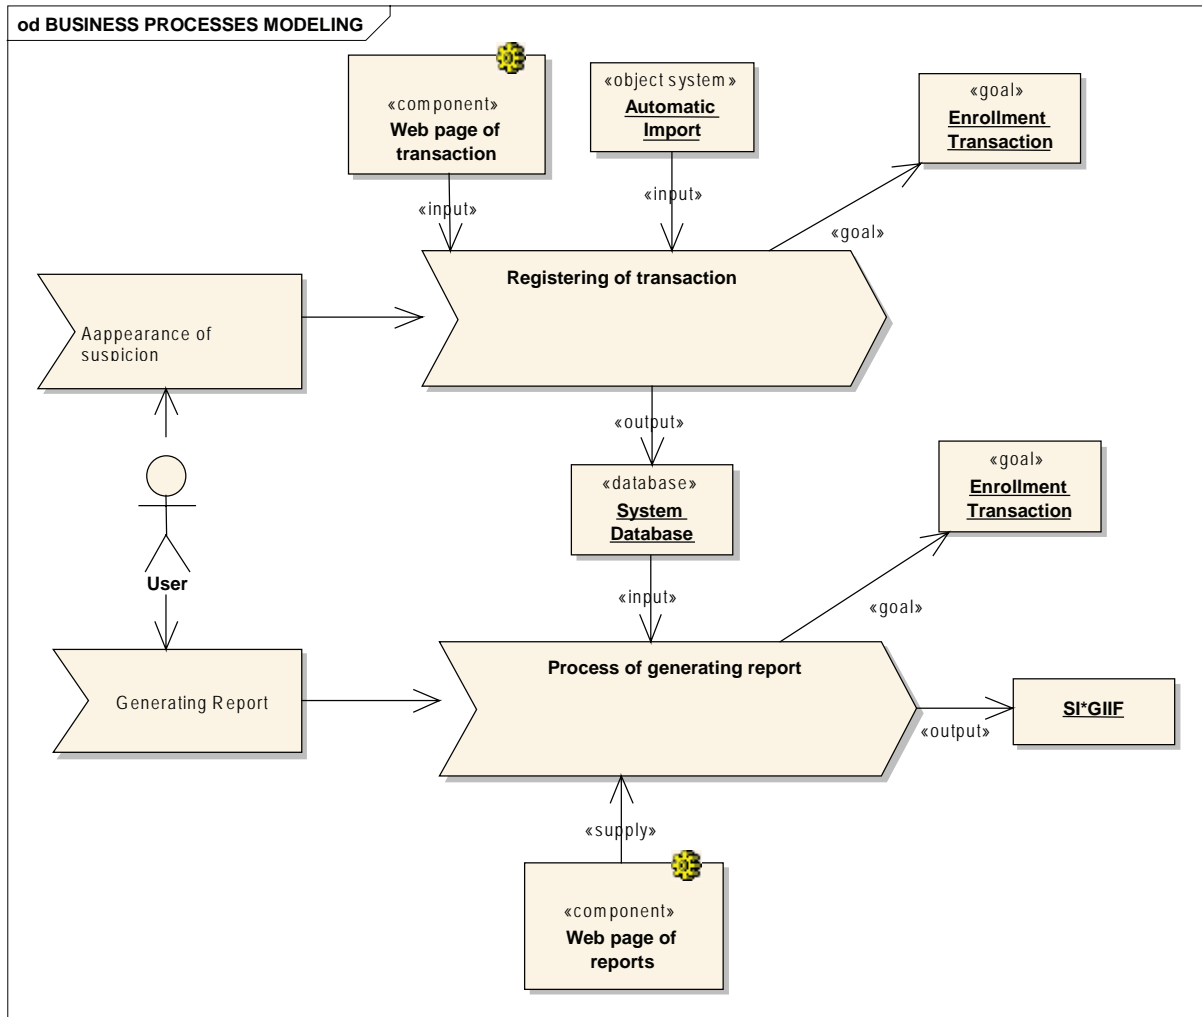 od BUSINESS PROCESSES MODELING
«component»
Web page of
transaction
«object system»
Automatic
Import
«goal»
Enrollment
Transaction
«input»
«input»
«goal»
Registering of transaction
Aappearance of
suspicion
«output»
«database»
System
Database
«goal»
Enrollment
Transaction
User
«input»
«goal»
Process of generating report
Generating Report
SI*GIIF
«output»
«supply»
«component»
Web page of
reports